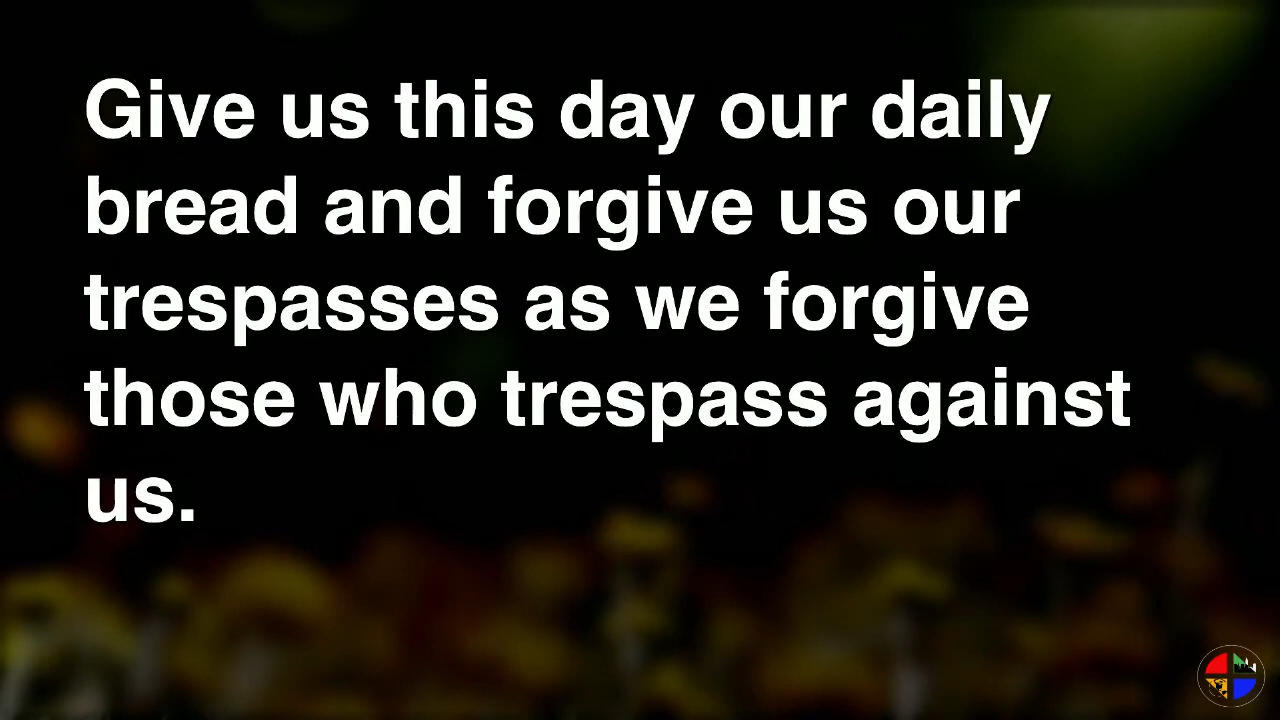 Give us this day our daily
bread and forgive us our
trespasses as we forgive
those who trespass against
us.